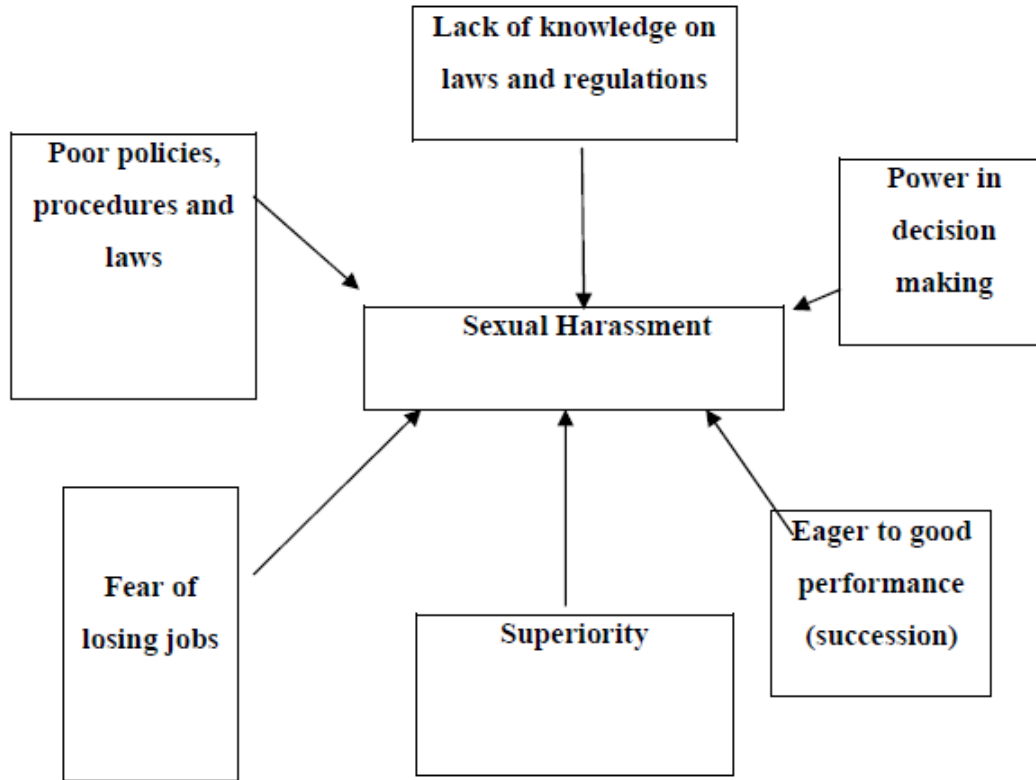 Lack of knowledge on
laws and regulations
Poor policies,
procedures and
laws
Power in
decision
making
Sexual Harassment
Fear of
losing jobs
Superiority
Eager to good
performance
(succession)